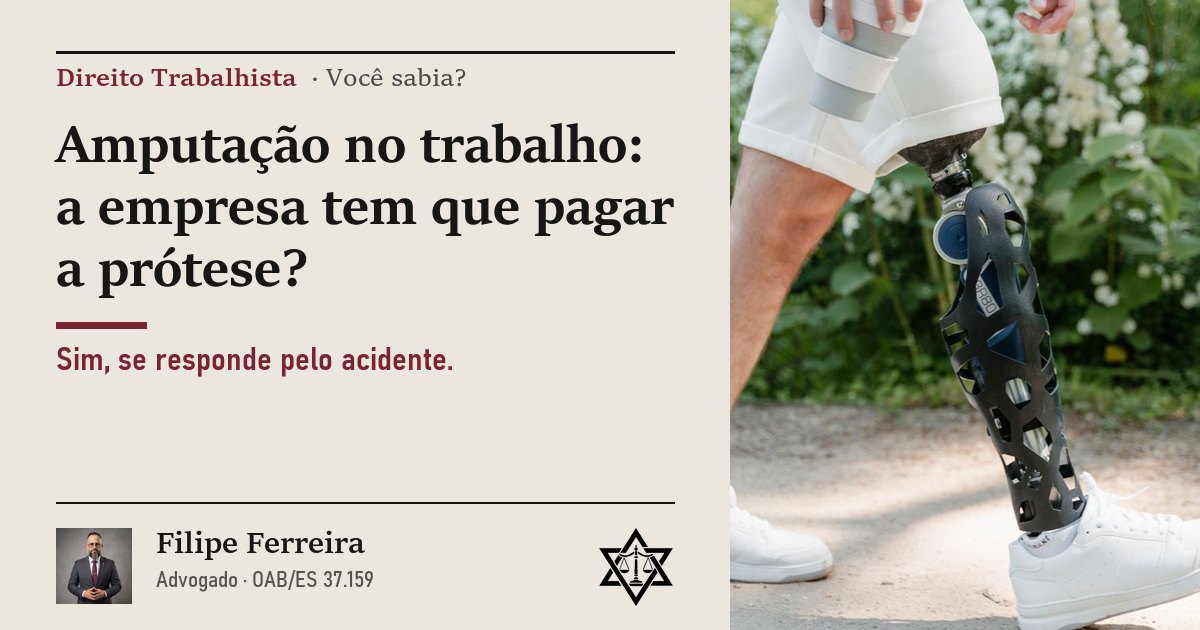 Direito Trabalhista · Você sabia?
Amputação no trabalho:
a empresa tem que pagar
a prótese?
Sim, se responde pelo acidente.
Filipe Ferreira
Advogado · OAB/ES 37.159